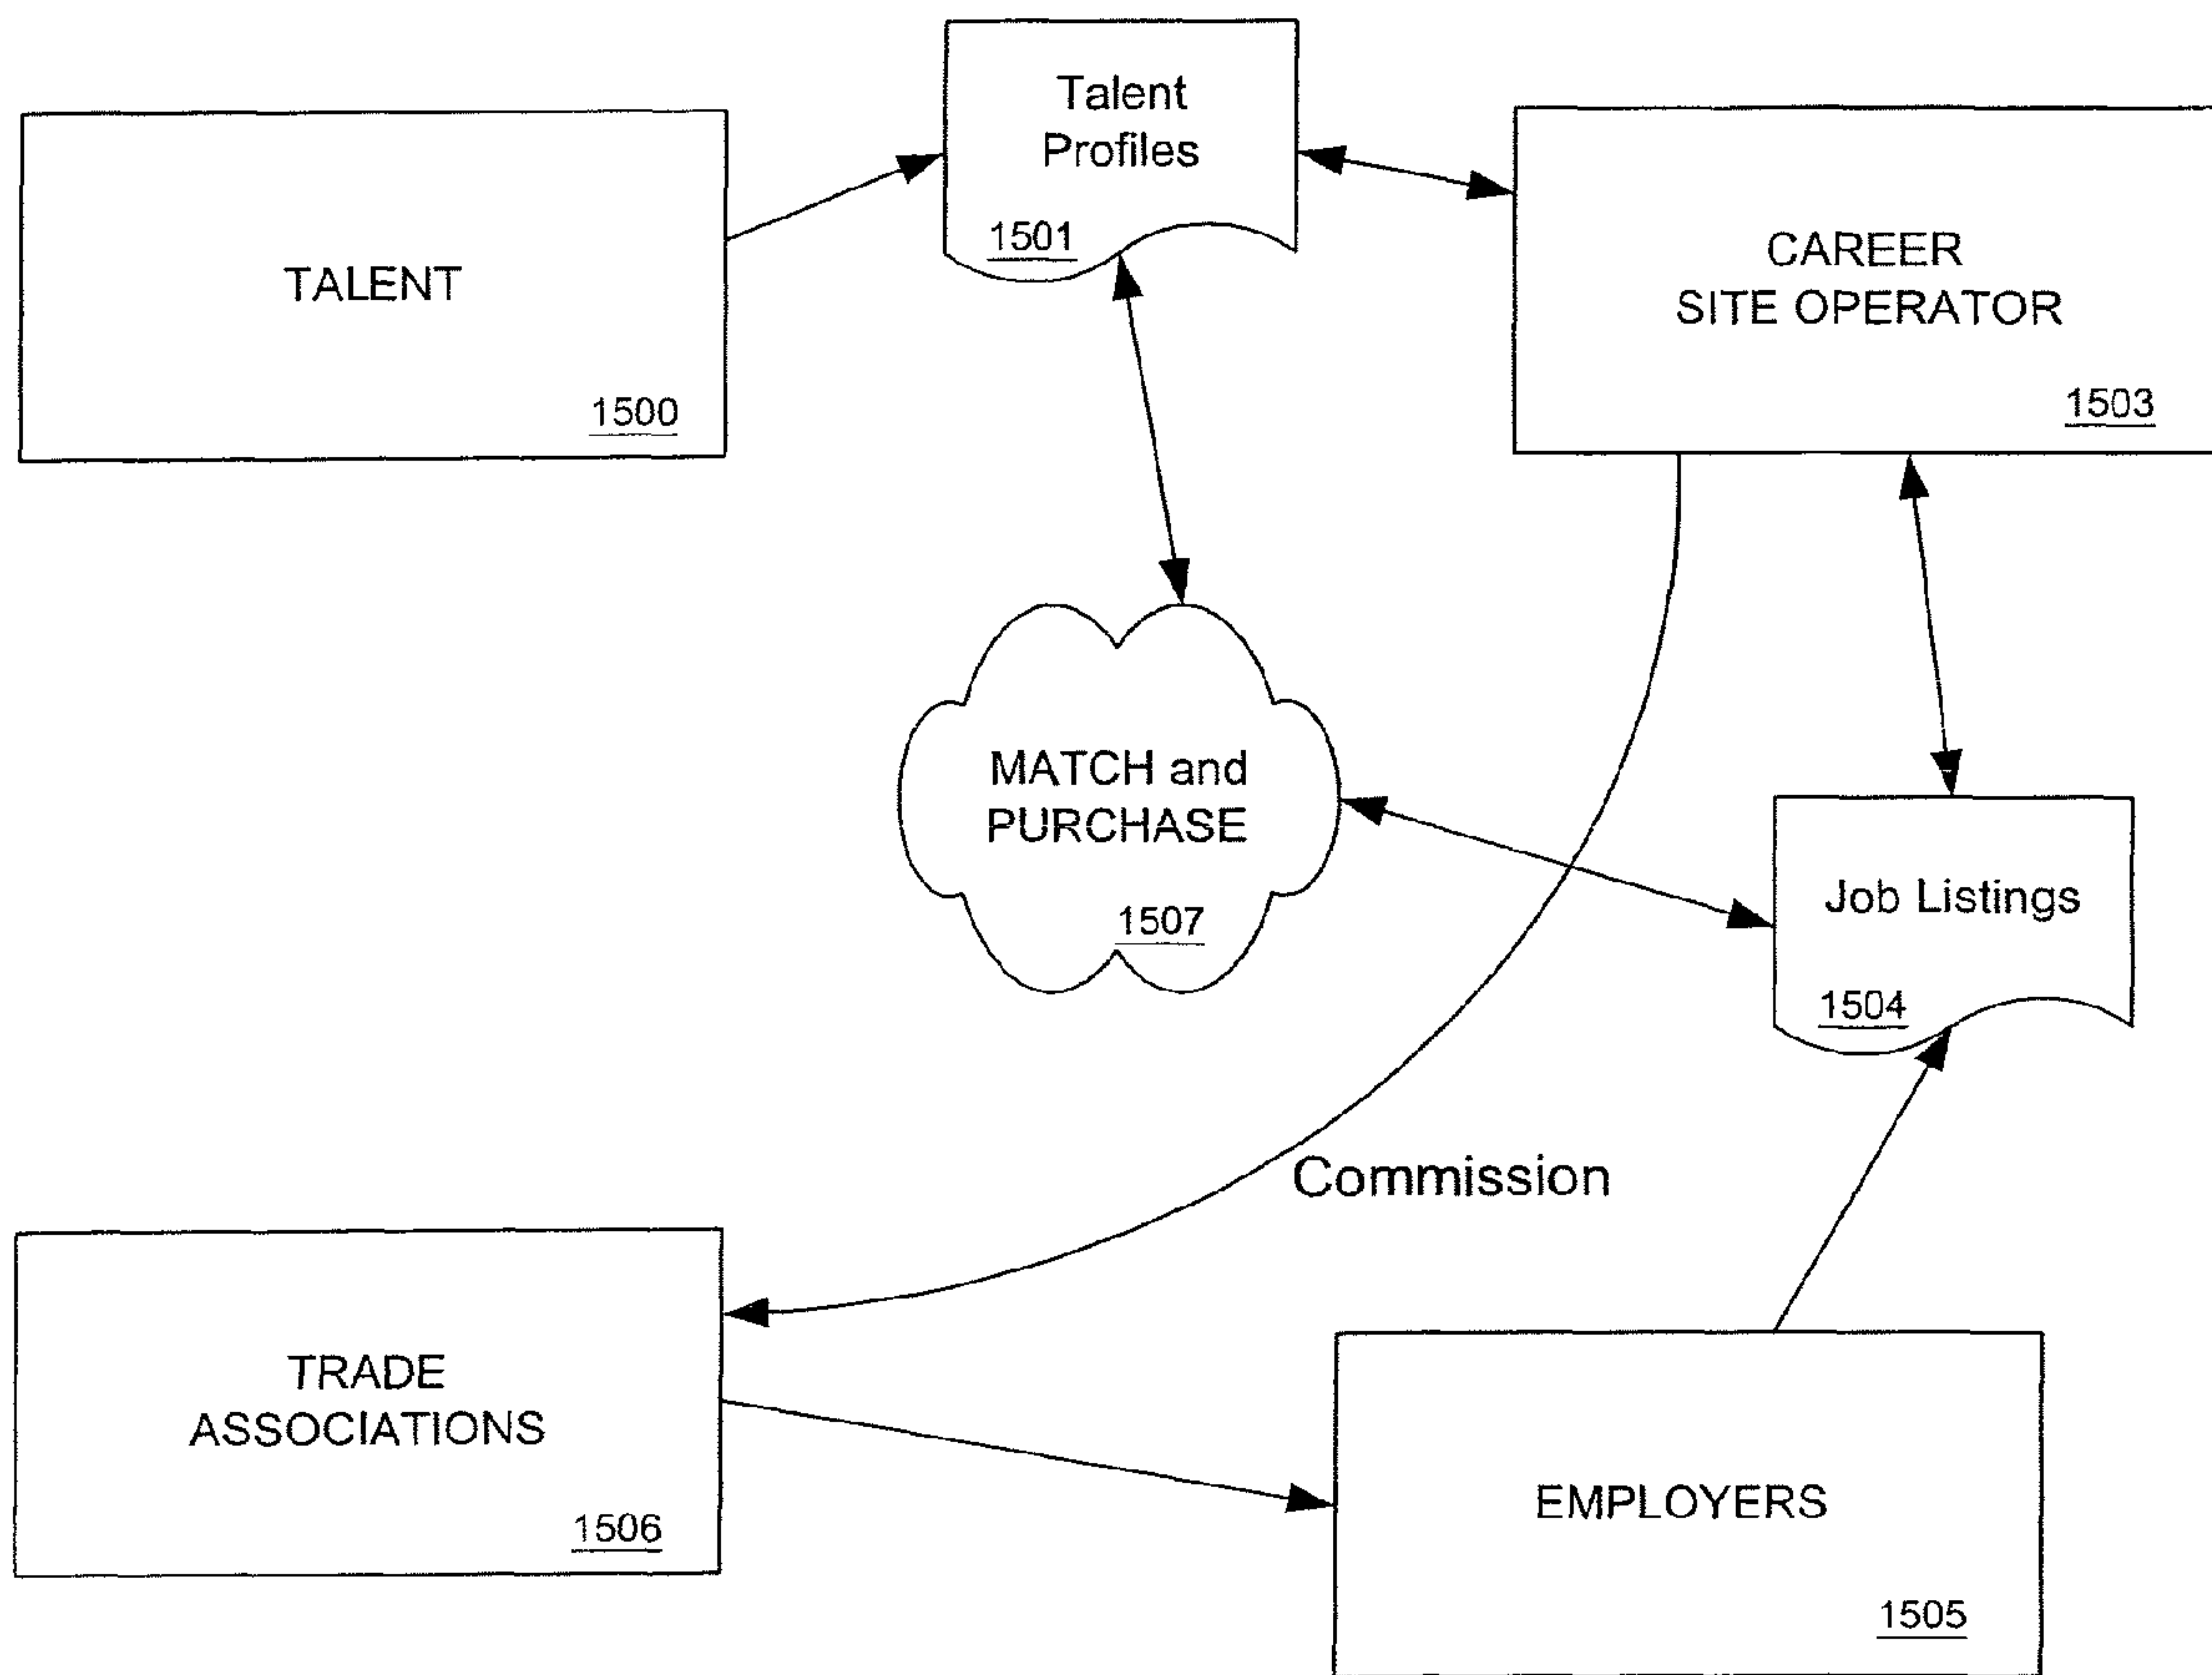 Talent
Profiles
1501
TALENT
1500
CAREER
SITE OPERATOR
1503
MATCH and
PURCHASE
1507
Job Listings
1504
Commission
TRADE
ASSOCIATIONS
1506
EMPLOYERS
1505